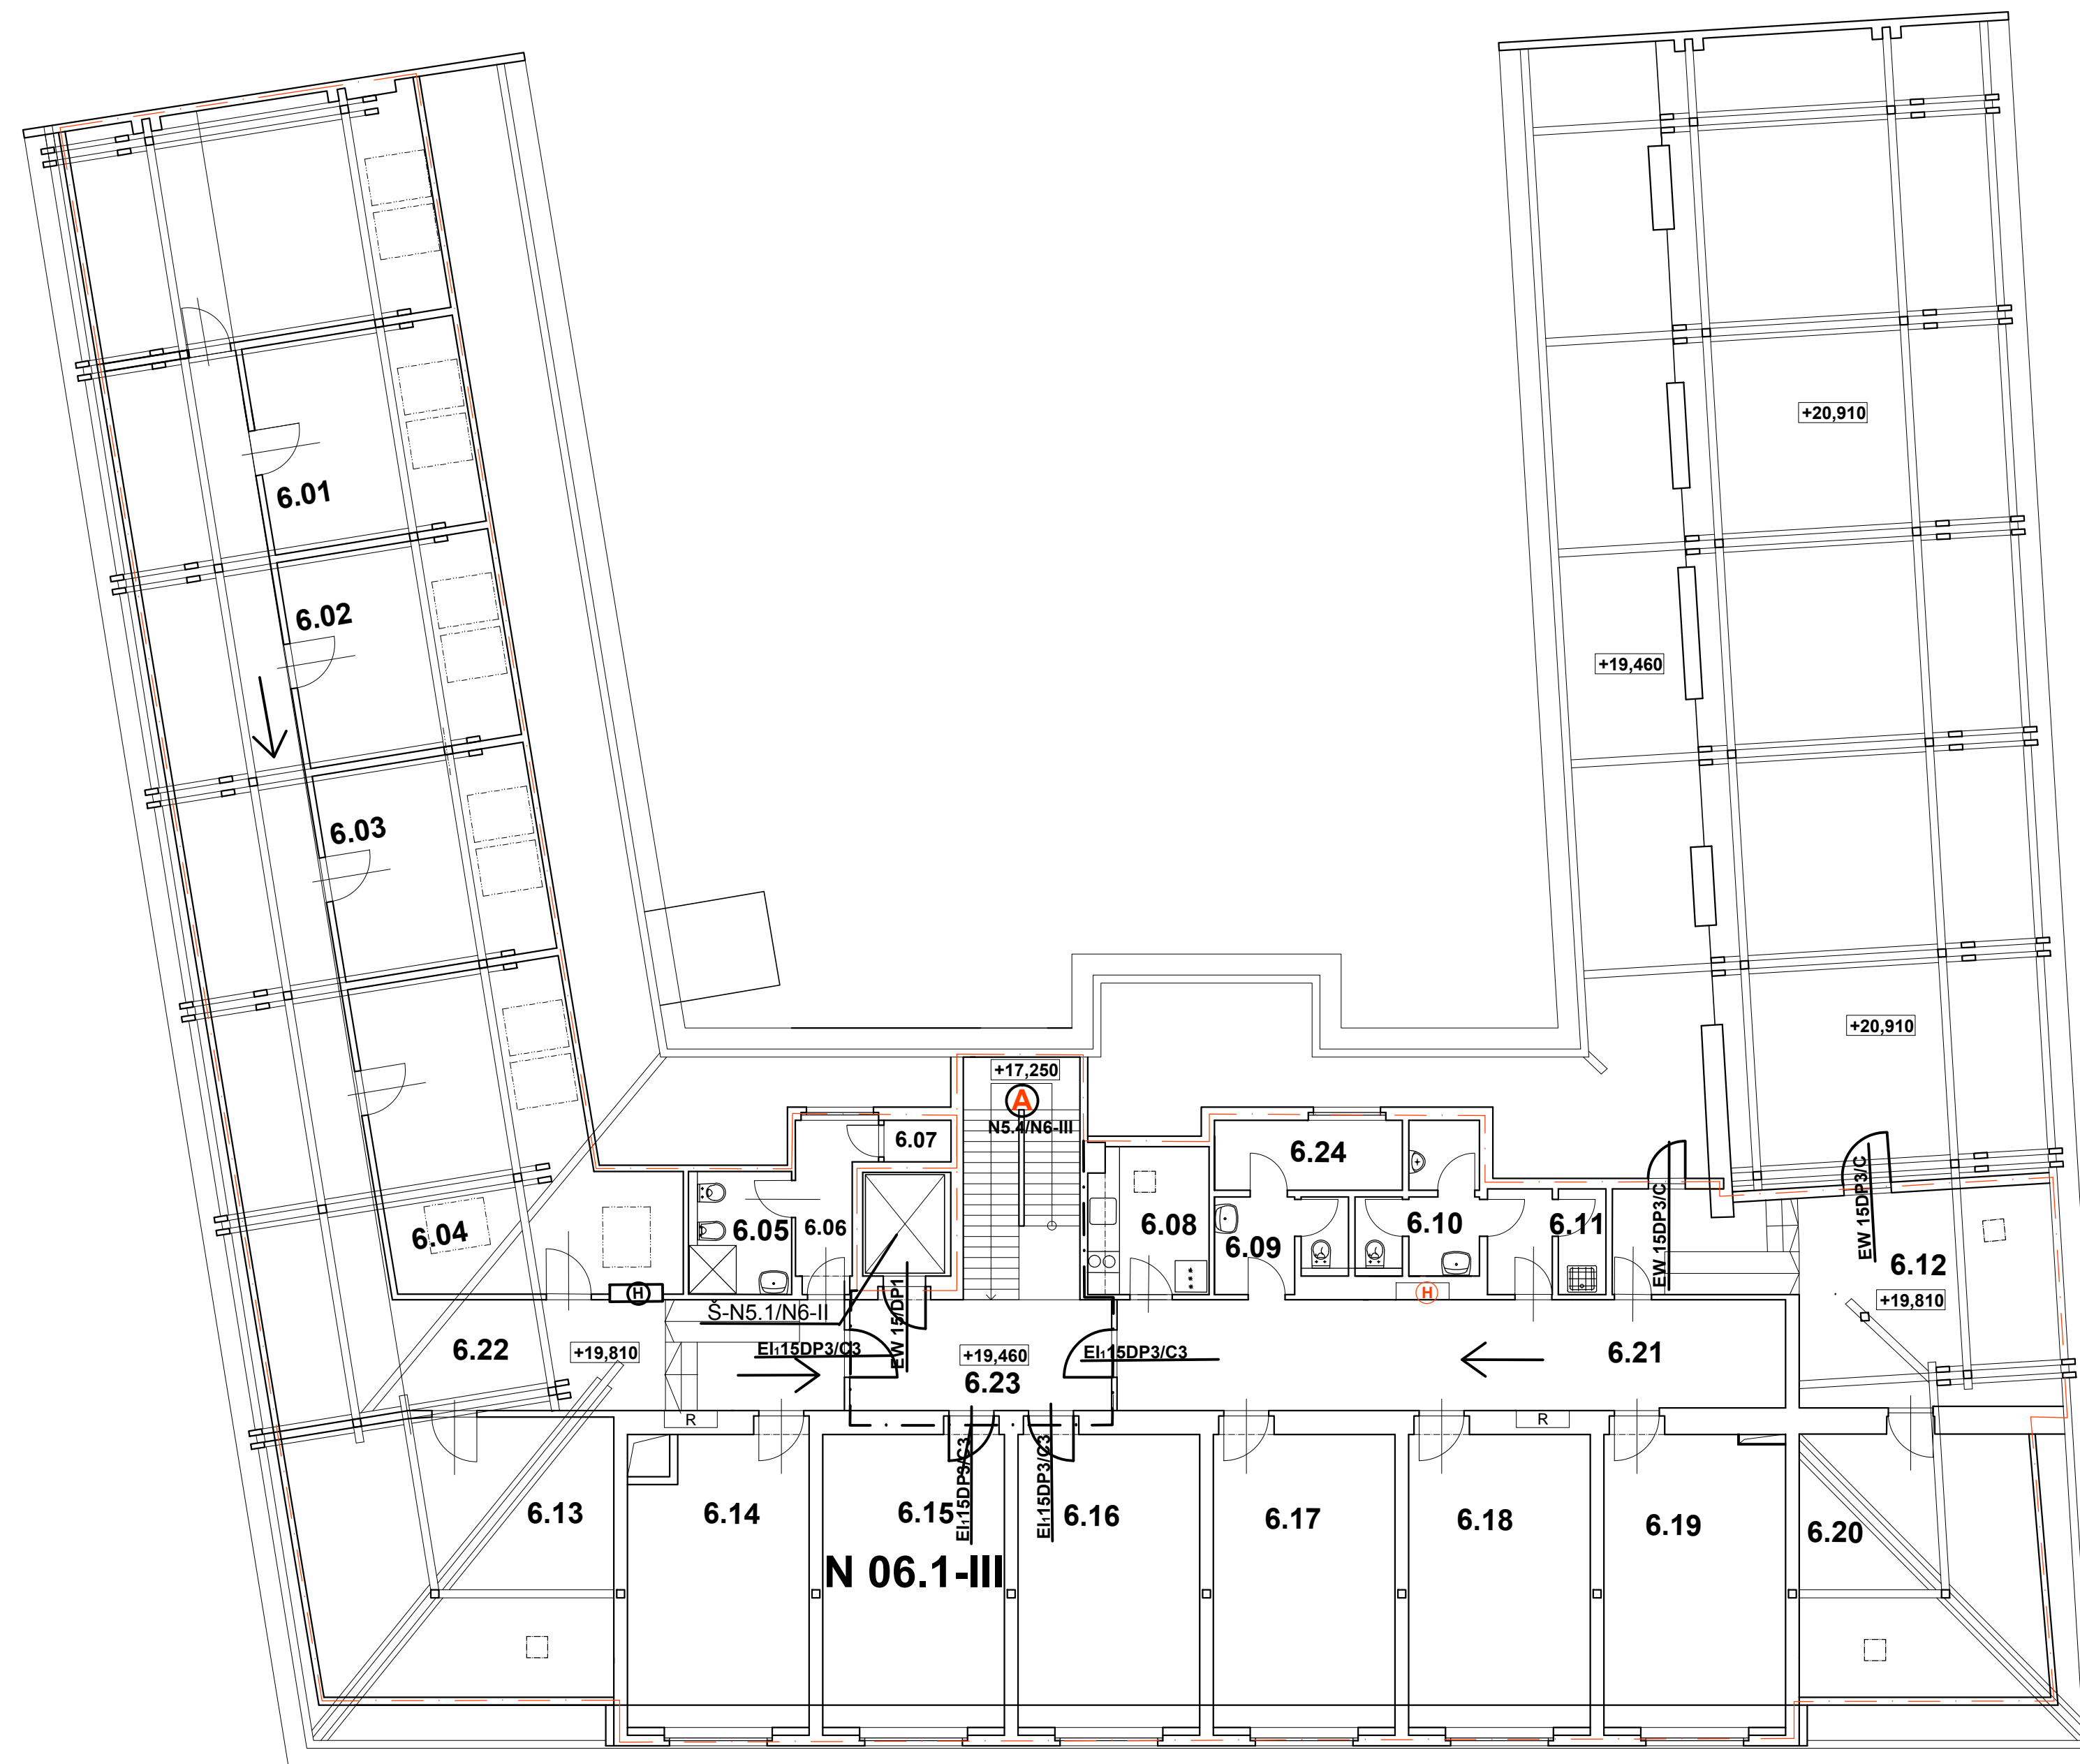 +20,910
6.01
6.02
+19,460
6.03
+20,910
+17,250
A
N5.4/N6-III
6.07
6.24
6.04
6.05
6.06
6.08
6.09
6.10
6.11
EW 15DP3/C
EW 15DP3/C
6.12
H
H
Š-N5.1/N6-II
EW 15/DP1
+19,810
6.22
+19,810
EI₁15DP3/C3
+19,460
6.23
EI₁15DP3/C3
6.21
R
R
EI₁15DP3/C3
EI₁15DP3/C3
6.13
6.14
6.15
6.16
6.17
6.18
6.19
6.20
N 06.1-III